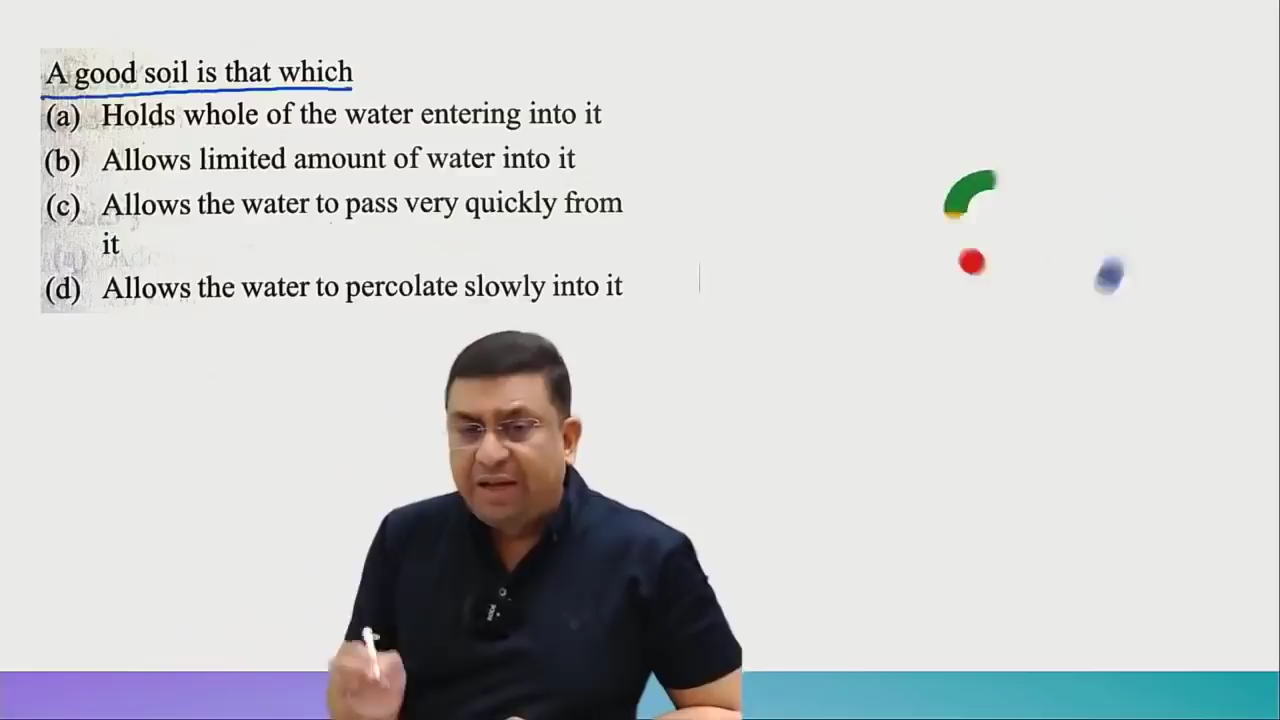 A good soil is that which
(a) Holds whole of the water entering into it
(b) Allows limited amount of water into it
(c) Allows the water to pass very quickly from
it
(d) Allows the water to percolate slowly into it